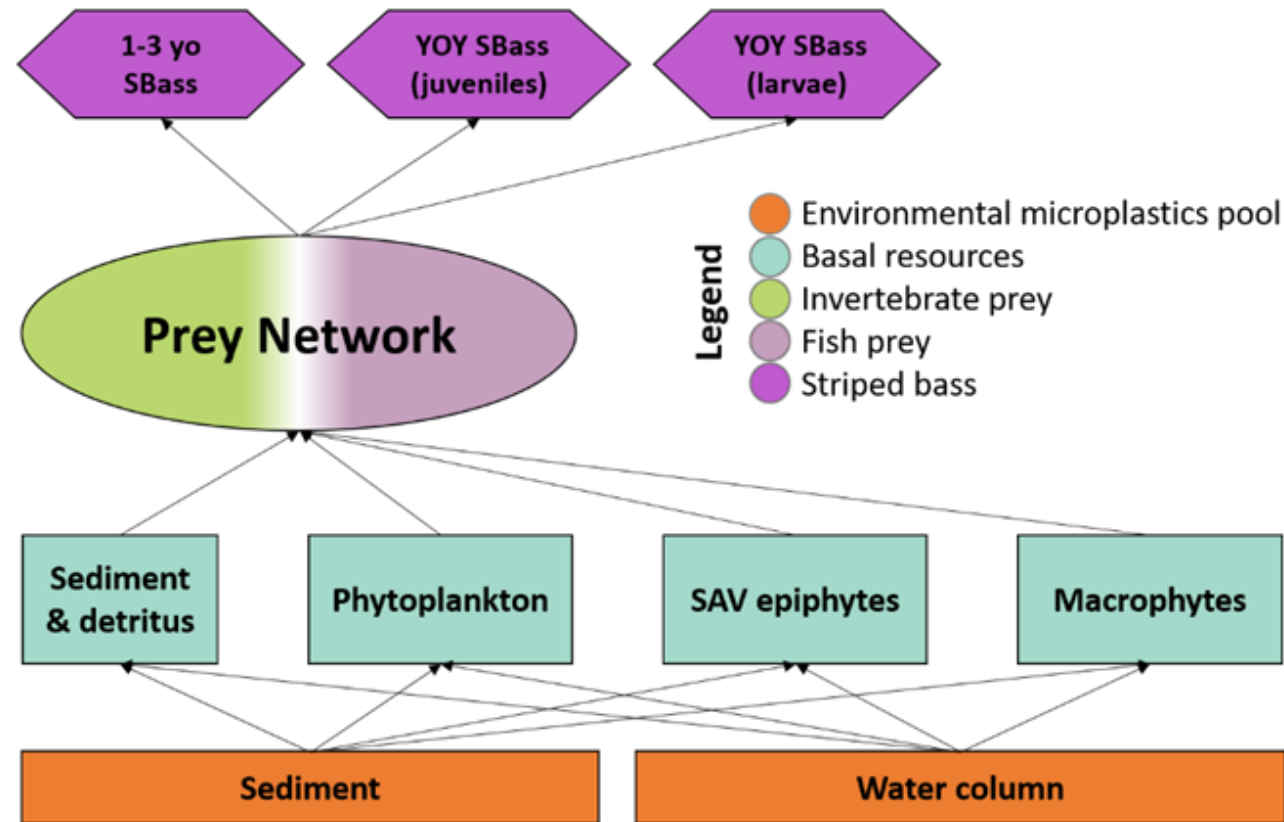 1-3 yo
SBass
YOY SBass
(juveniles)
YOY SBass
(larvae)
Legend
Environmental microplastics pool
Basal resources
Invertebrate prey
Fish prey
Striped bass
Prey Network
Sediment
& detritus
Phytoplankton
SAV epiphytes
Macrophytes
Sediment
Water column